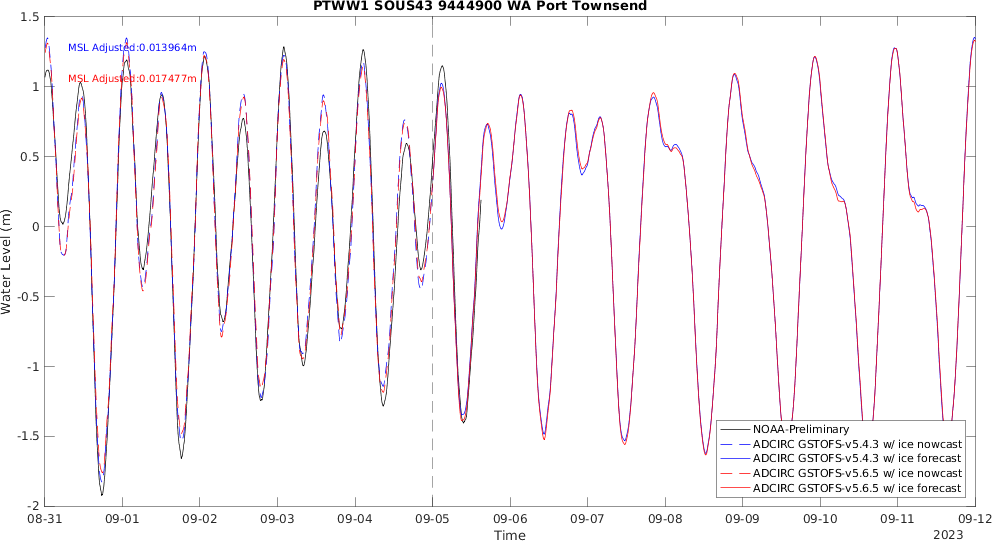 PTWW1 SOUS43 9444900 WA Port Townsend
1.5
1
0.5
0
-0.5
-1
-1.5
-2
Water Level (m)
MSL Adjusted:0.013964m
MSL Adjusted:0.017477m
NOAA-Preliminary
ADCIRC GSTOFS-v5.4.3 w/ ice nowcast
ADCIRC GSTOFS-v5.4.3 w/ ice forecast
ADCIRC GSTOFS-v5.6.5 w/ ice nowcast
ADCIRC GSTOFS-v5.6.5 w/ ice forecast
08-31 09-01 09-02 09-03 09-04 09-05 09-06 09-07 09-08 09-09 09-10 09-11 09-12
Time
2023